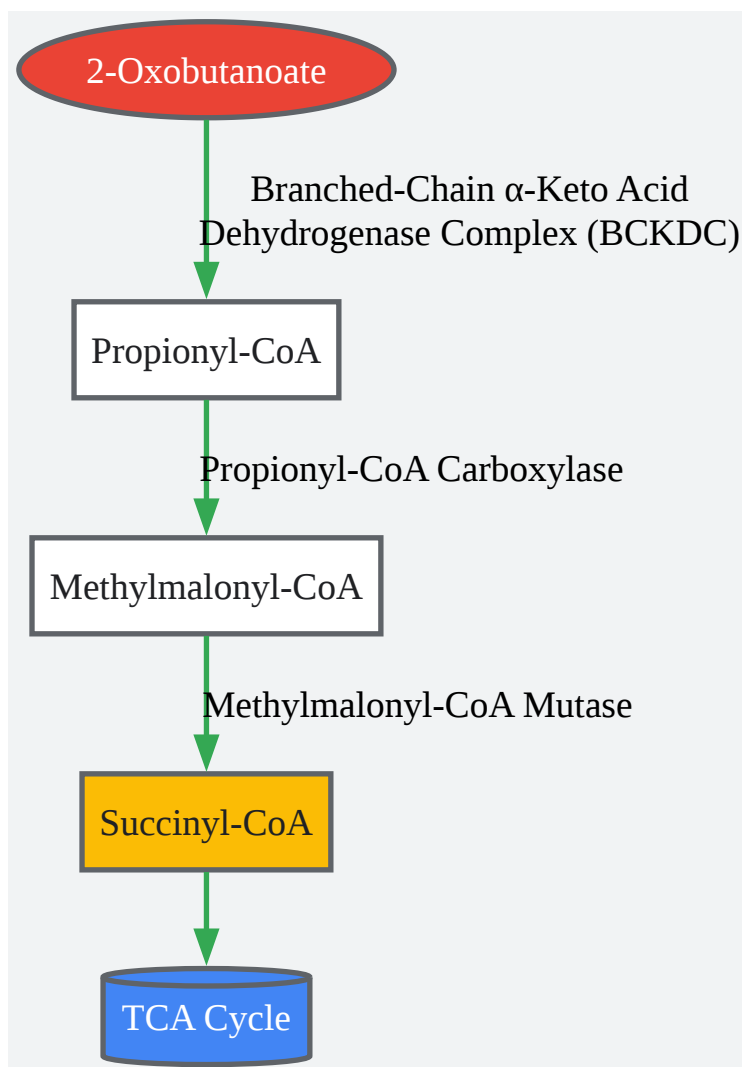 2-Oxobutanoate
Branched-Chain α-Keto Acid
Dehydrogenase Complex (BCKDC)
Propionyl-CoA
Propionyl-CoA Carboxylase
Methylmalonyl-CoA
Methylmalonyl-CoA Mutase
Succinyl-CoA
TCA Cycle